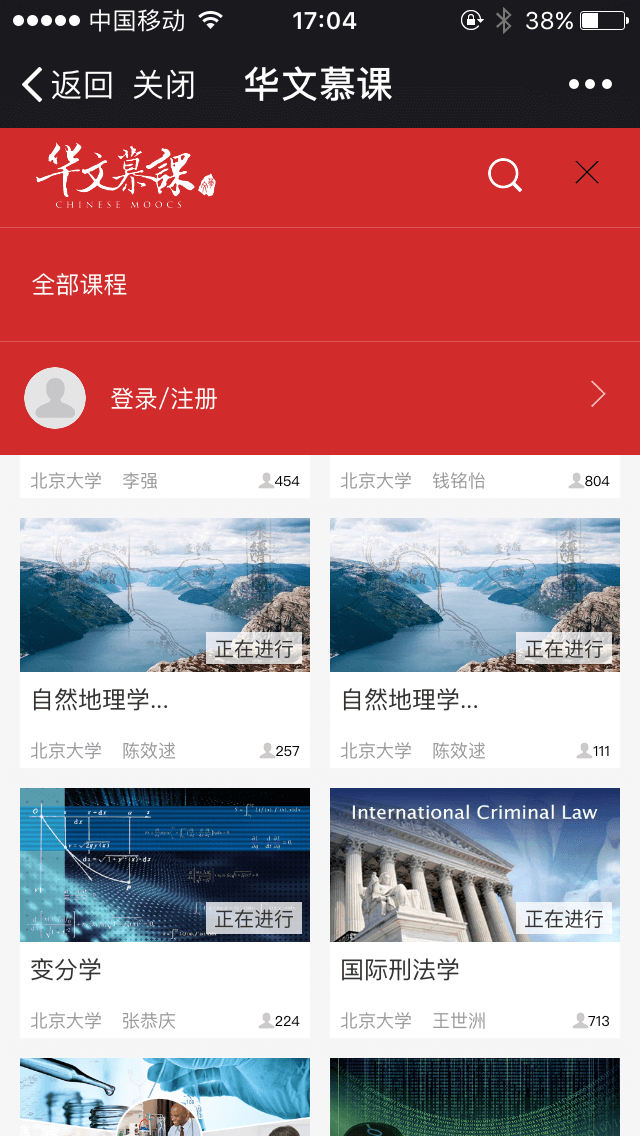 中国移动 17:04 38%
返回 关闭 华文慕课
华文慕課
CHINESE MOOCS
全部课程
登录/注册
北京大学 李强 454
北京大学 钱铭怡 804
正在进行
正在进行
自然地理学...
自然地理学...
北京大学 陈效逑 257
北京大学 陈效逑 111
International Criminal Law
正在进行
正在进行
变分学
国际刑法学
北京大学 张恭庆 224
北京大学 王世洲 713